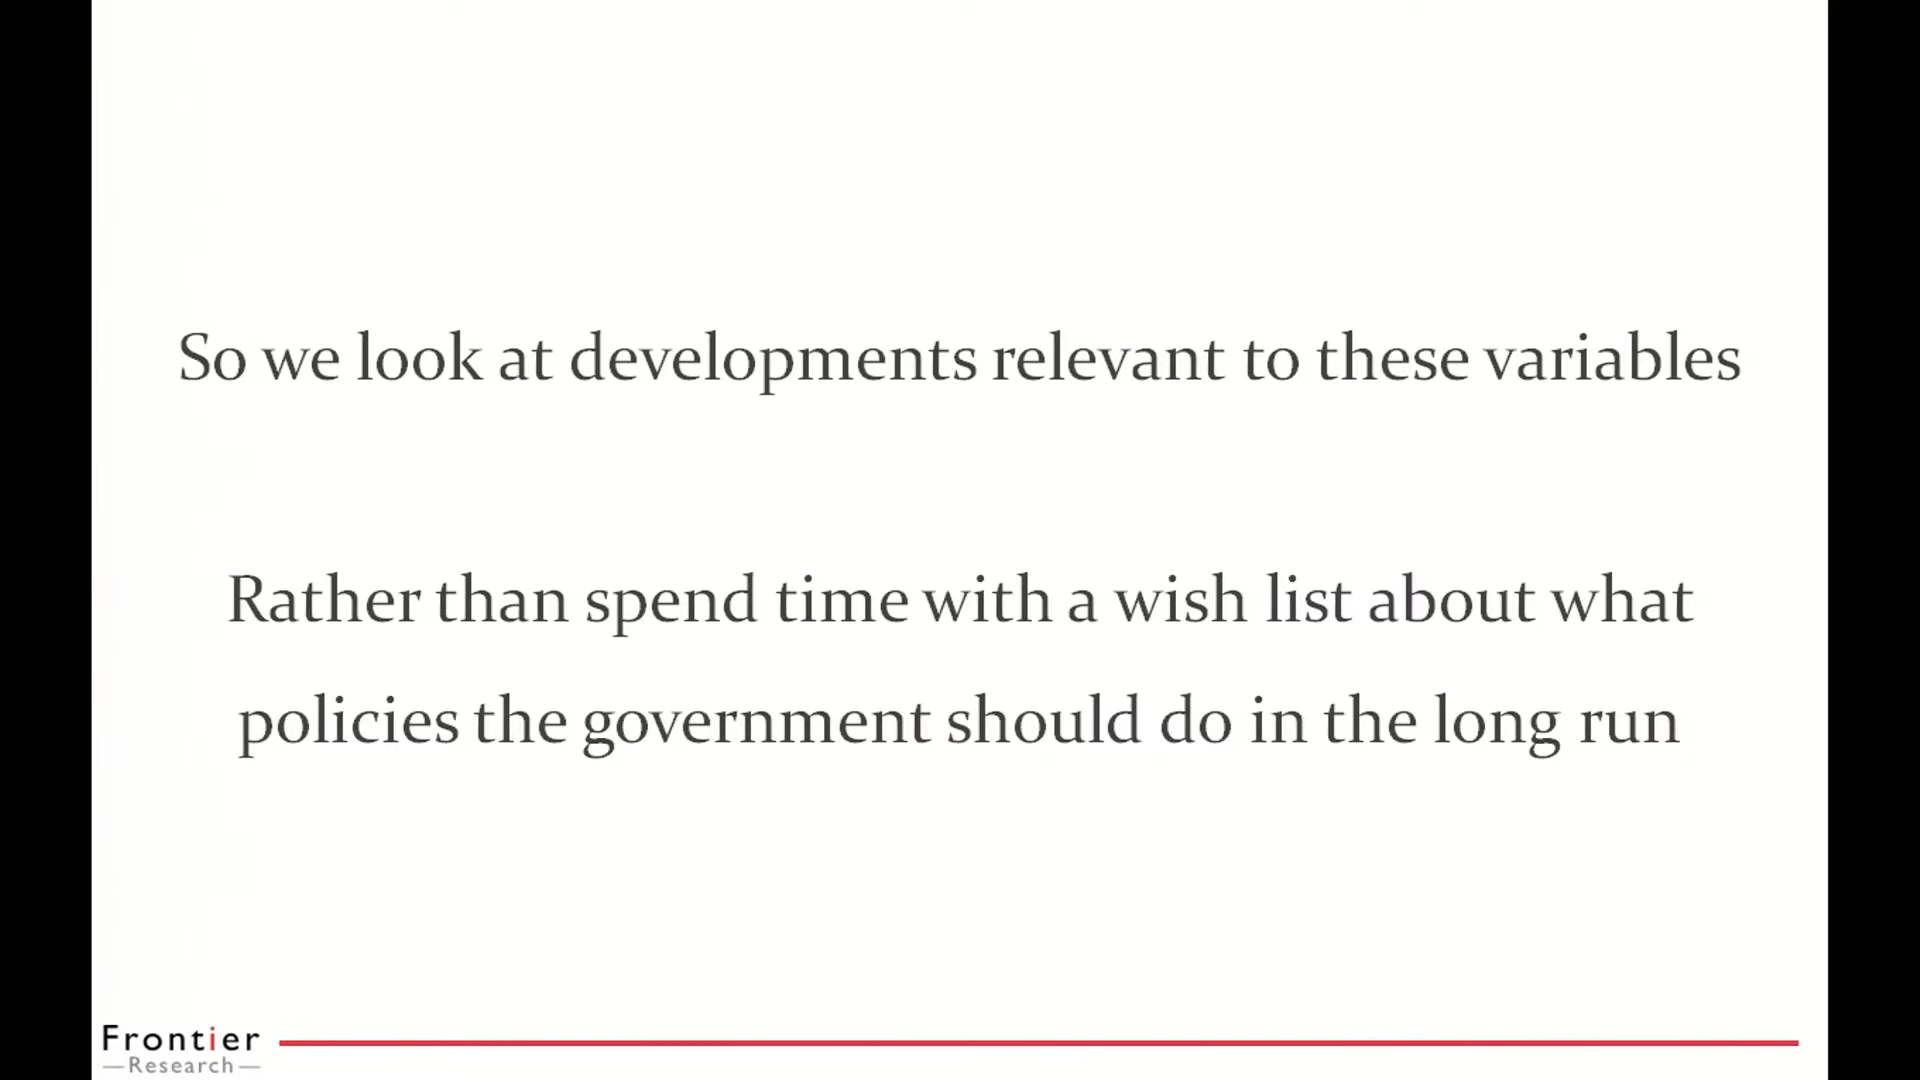 So we look at developments relevant to these variables
Rather than spend time with a wish list about what
policies the government should do in the long run
Frontier
Research